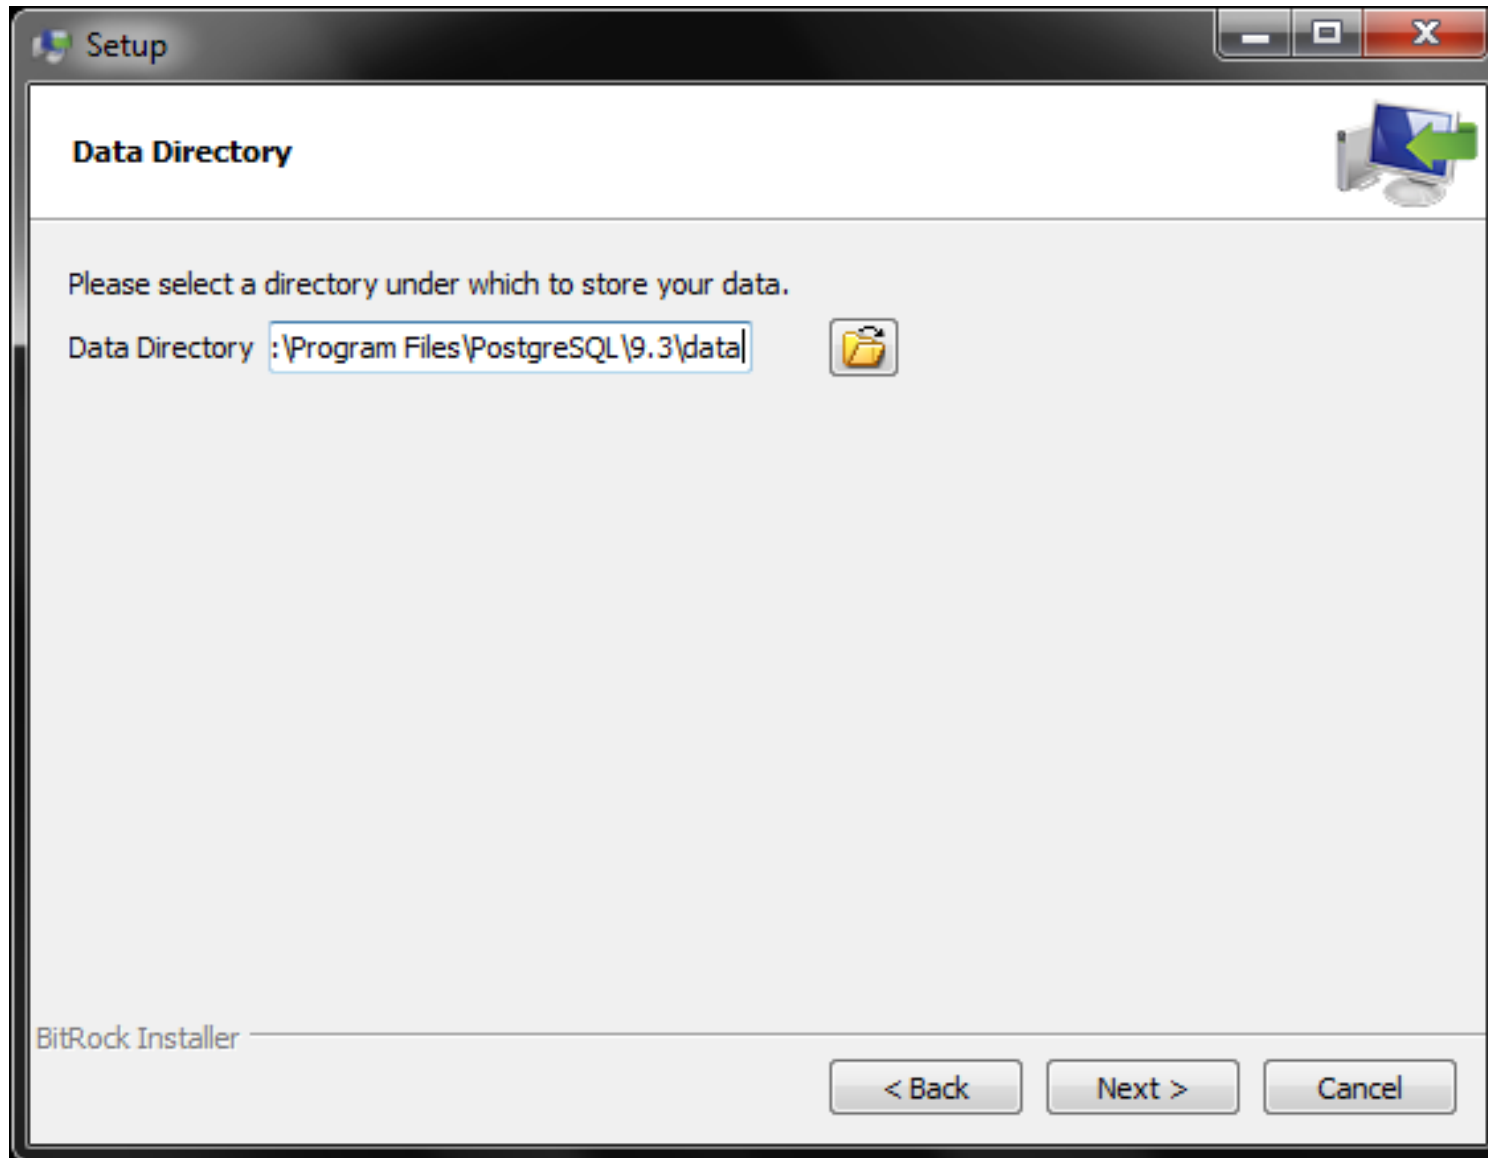 Setup
Data Directory
Please select a directory under which to store your data.
Data Directory :\Program Files\PostgreSQL\9.3\data
BitRock Installer
< Back Next > Cancel